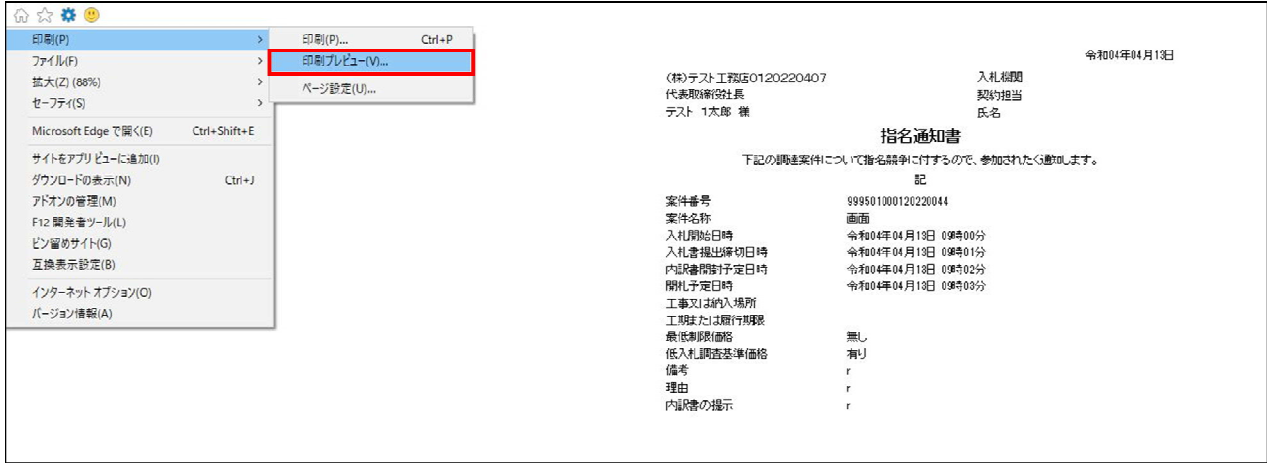 印刷(P)
ファイル(F)
拡大(Z) (88%)
セーフティ(S)
Microsoft Edge で開く(E) Ctrl+Shift+E
サイトをアプリ ビューに追加(I)
ダウンロードの表示(N) Ctrl+J
アドオンの管理(M)
F12 開発者ツール(L)
ピン留めサイト(G)
互換表示設定(B)
インターネット オプション(O)
バージョン情報(A)
印刷(P)... Ctrl+P
印刷プレビュー(V)...
ページ設定(U)...
令和04年04月13日
(株)テスト工務店0120220407 入札機関
代表取締役社長 契約担当
テスト 1太郎 様 氏名
指名通知書
下記の調達案件について指名競争に付するので、参加されたく通知します。
記
案件番号 999501000120220044
案件名称 画面
入札開始日時 令和04年04月13日 09時00分
入札書提出締切日時 令和04年04月13日 09時01分
内訳書開封予定日時 令和04年04月13日 09時02分
開札予定日時 令和04年04月13日 09時03分
工事又は納入場所
工期または履行期限
最低制限価格 無し
低入札調査基準価格 有り
備考 r
理由 r
内訳書の提示 r